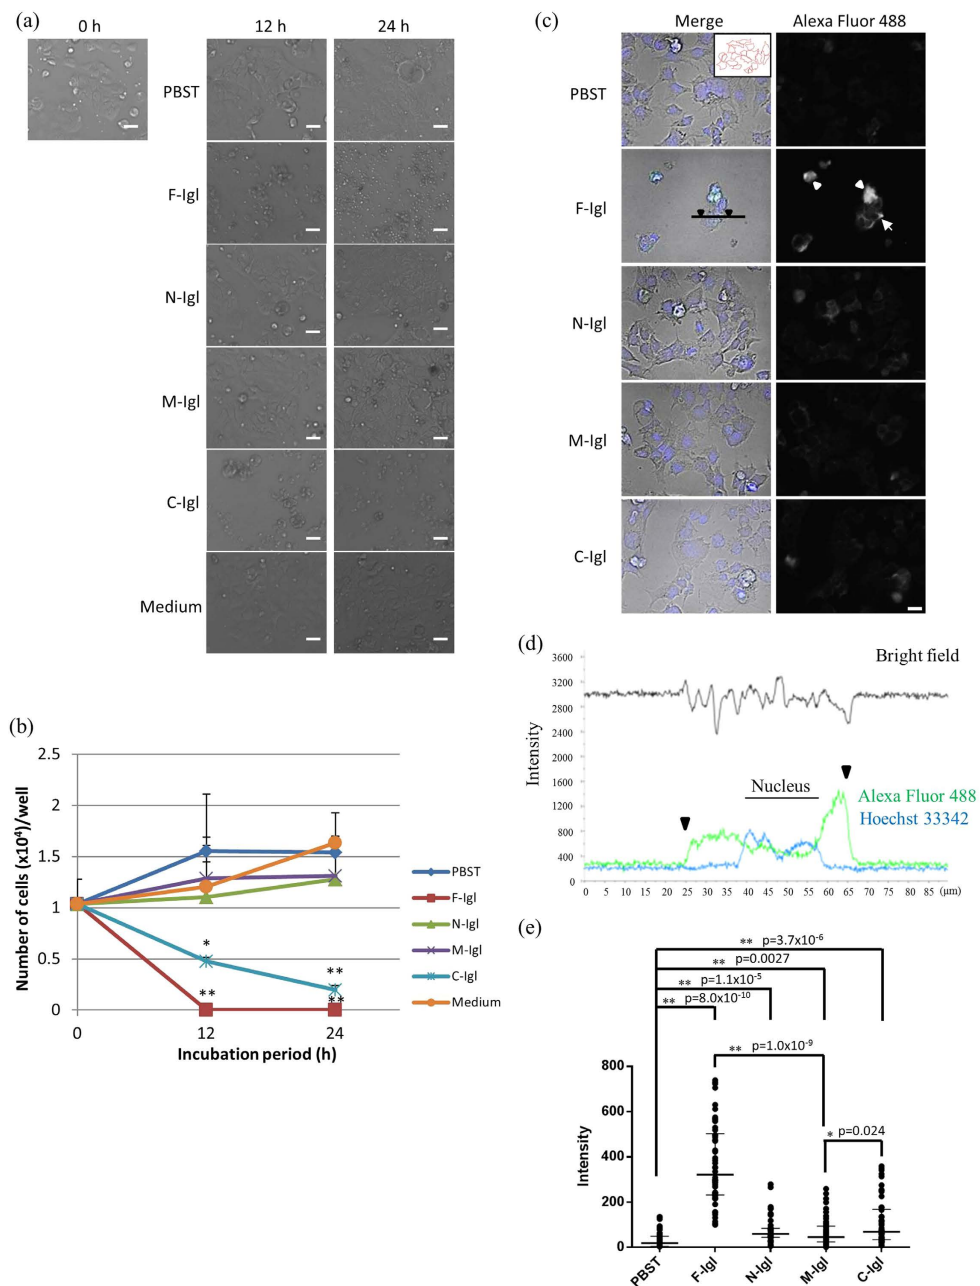 (a)
0 h
12 h
24 h
PBST
F-Igl
N-Igl
M-Igl
C-Igl
Medium
(b)
Number of cells (x10⁴)/well
2.5
2
1.5
1
0.5
0
*
**
**
**
0
12
24
Incubation period (h)
PBST
F-Igl
N-Igl
M-Igl
C-Igl
Medium
(c)
Merge
Alexa Fluor 488
PBST
F-Igl
N-Igl
M-Igl
C-Igl
(d)
Intensity
3600
3200
2800
2400
2000
1600
1200
800
400
0
Bright field
Nucleus
Alexa Fluor 488
Hoechst 33342
0 5 10 15 20 25 30 35 40 45 50 55 60 65 70 75 80 85 (μm)
(e)
** p=3.7x10⁻⁶
** p=0.0027
** p=1.1x10⁻⁵
** p=8.0x10⁻¹⁰
** p=1.0x10⁻⁹
* p=0.024
Intensity
800
600
400
200
0
PBST
F-Igl
N-Igl
M-Igl
C-Igl